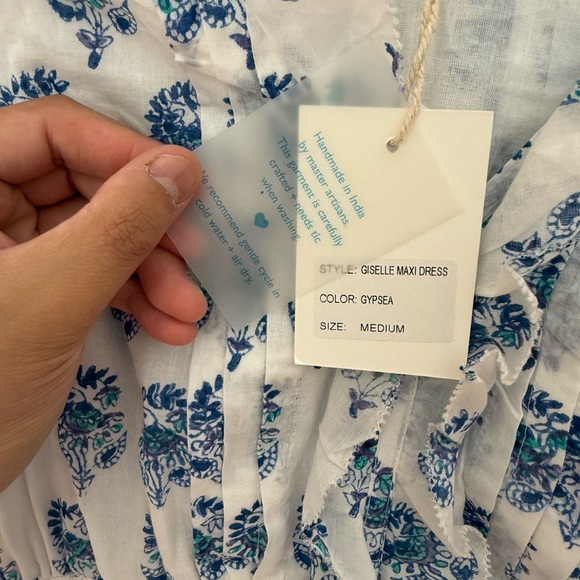 Handmade in India
by master artisans.
This garment is carefully
crafted + needs tlc
when washing.
We recommend gentle cycle in
cold water + air dry.
STYLE: GISELLE MAXI DRESS
COLOR: GYPSEA
SIZE: MEDIUM